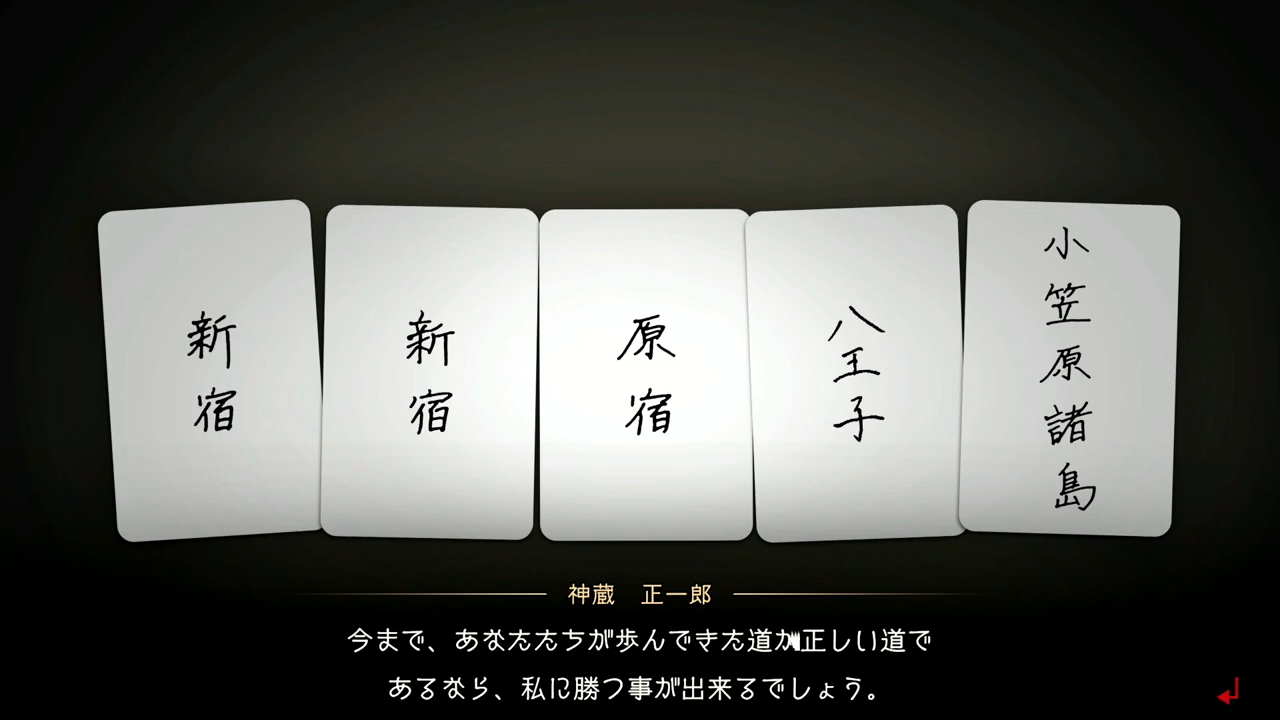 新宿
新宿
原宿
八王子
小笠原諸島
神蔵 正一郎
今まで、あなたたちが歩んできた道が正しい道で
あるなら、私に勝つ事が出来るでしょう。